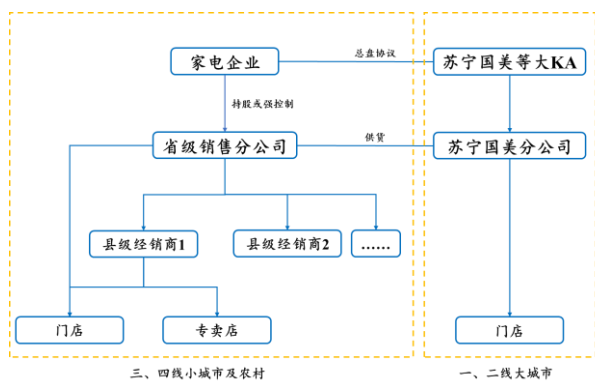 家电企业
总盘协议
苏宁国美等大KA
持股或强控制
省级销售分公司
供货
苏宁国美分公司
县级经销商1
县级经销商2
……
门店
专卖店
门店
三、四线小城市及农村
一、二线大城市